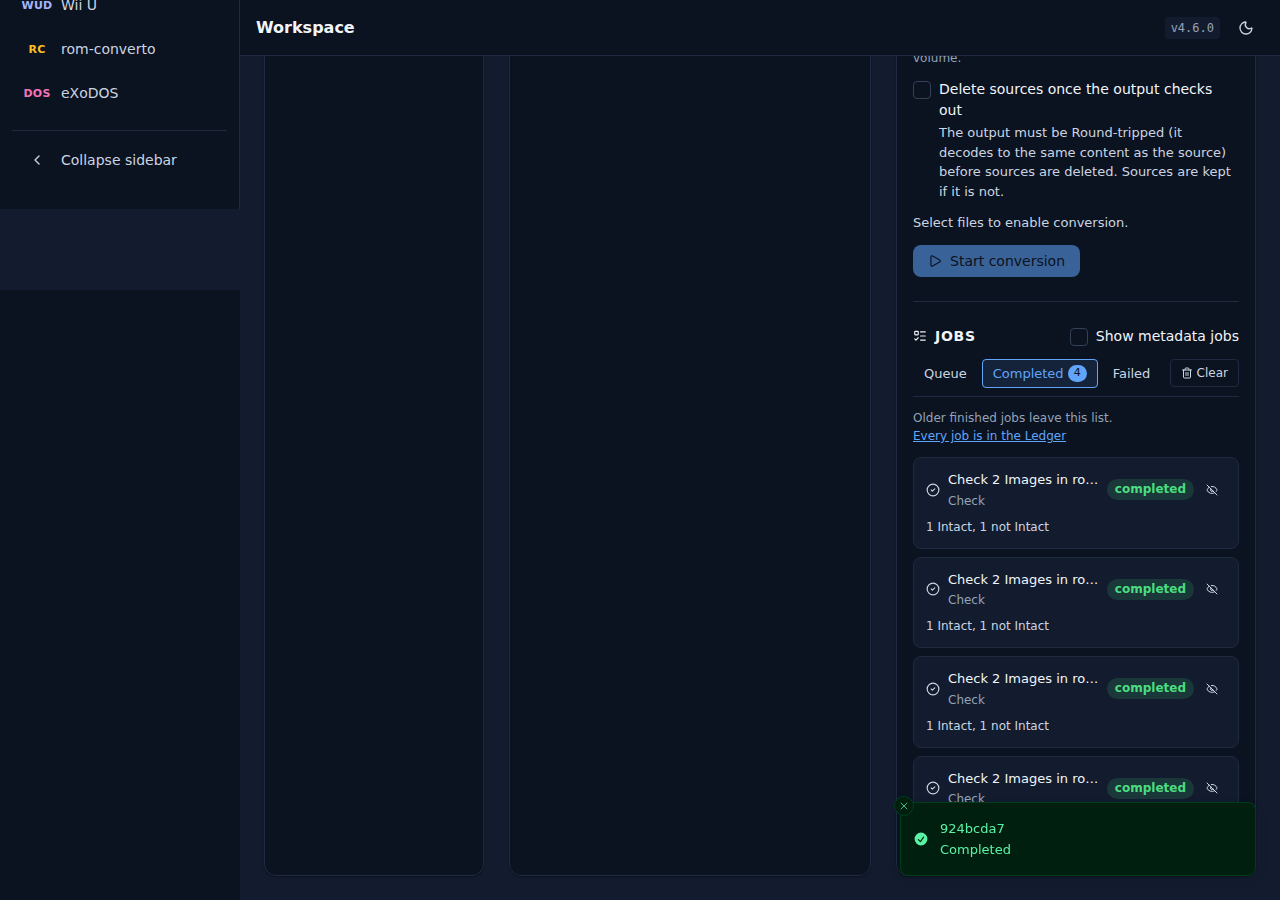 WUD Wii U
RC rom-converto
DOS eXoDOS
Collapse sidebar
Workspace
v4.6.0
volume.
Delete sources once the output checks
out
The output must be Round-tripped (it
decodes to the same content as the source)
before sources are deleted. Sources are kept
if it is not.
Select files to enable conversion.
Start conversion
JOBS
Show metadata jobs
Queue
Completed 4
Failed
Clear
Older finished jobs leave this list.
Every job is in the Ledger
Check 2 Images in ro...
completed
Check
1 Intact, 1 not Intact
Check 2 Images in ro...
completed
Check
1 Intact, 1 not Intact
Check 2 Images in ro...
completed
Check
1 Intact, 1 not Intact
Check 2 Images in ro...
completed
Check
924bcda7
Completed